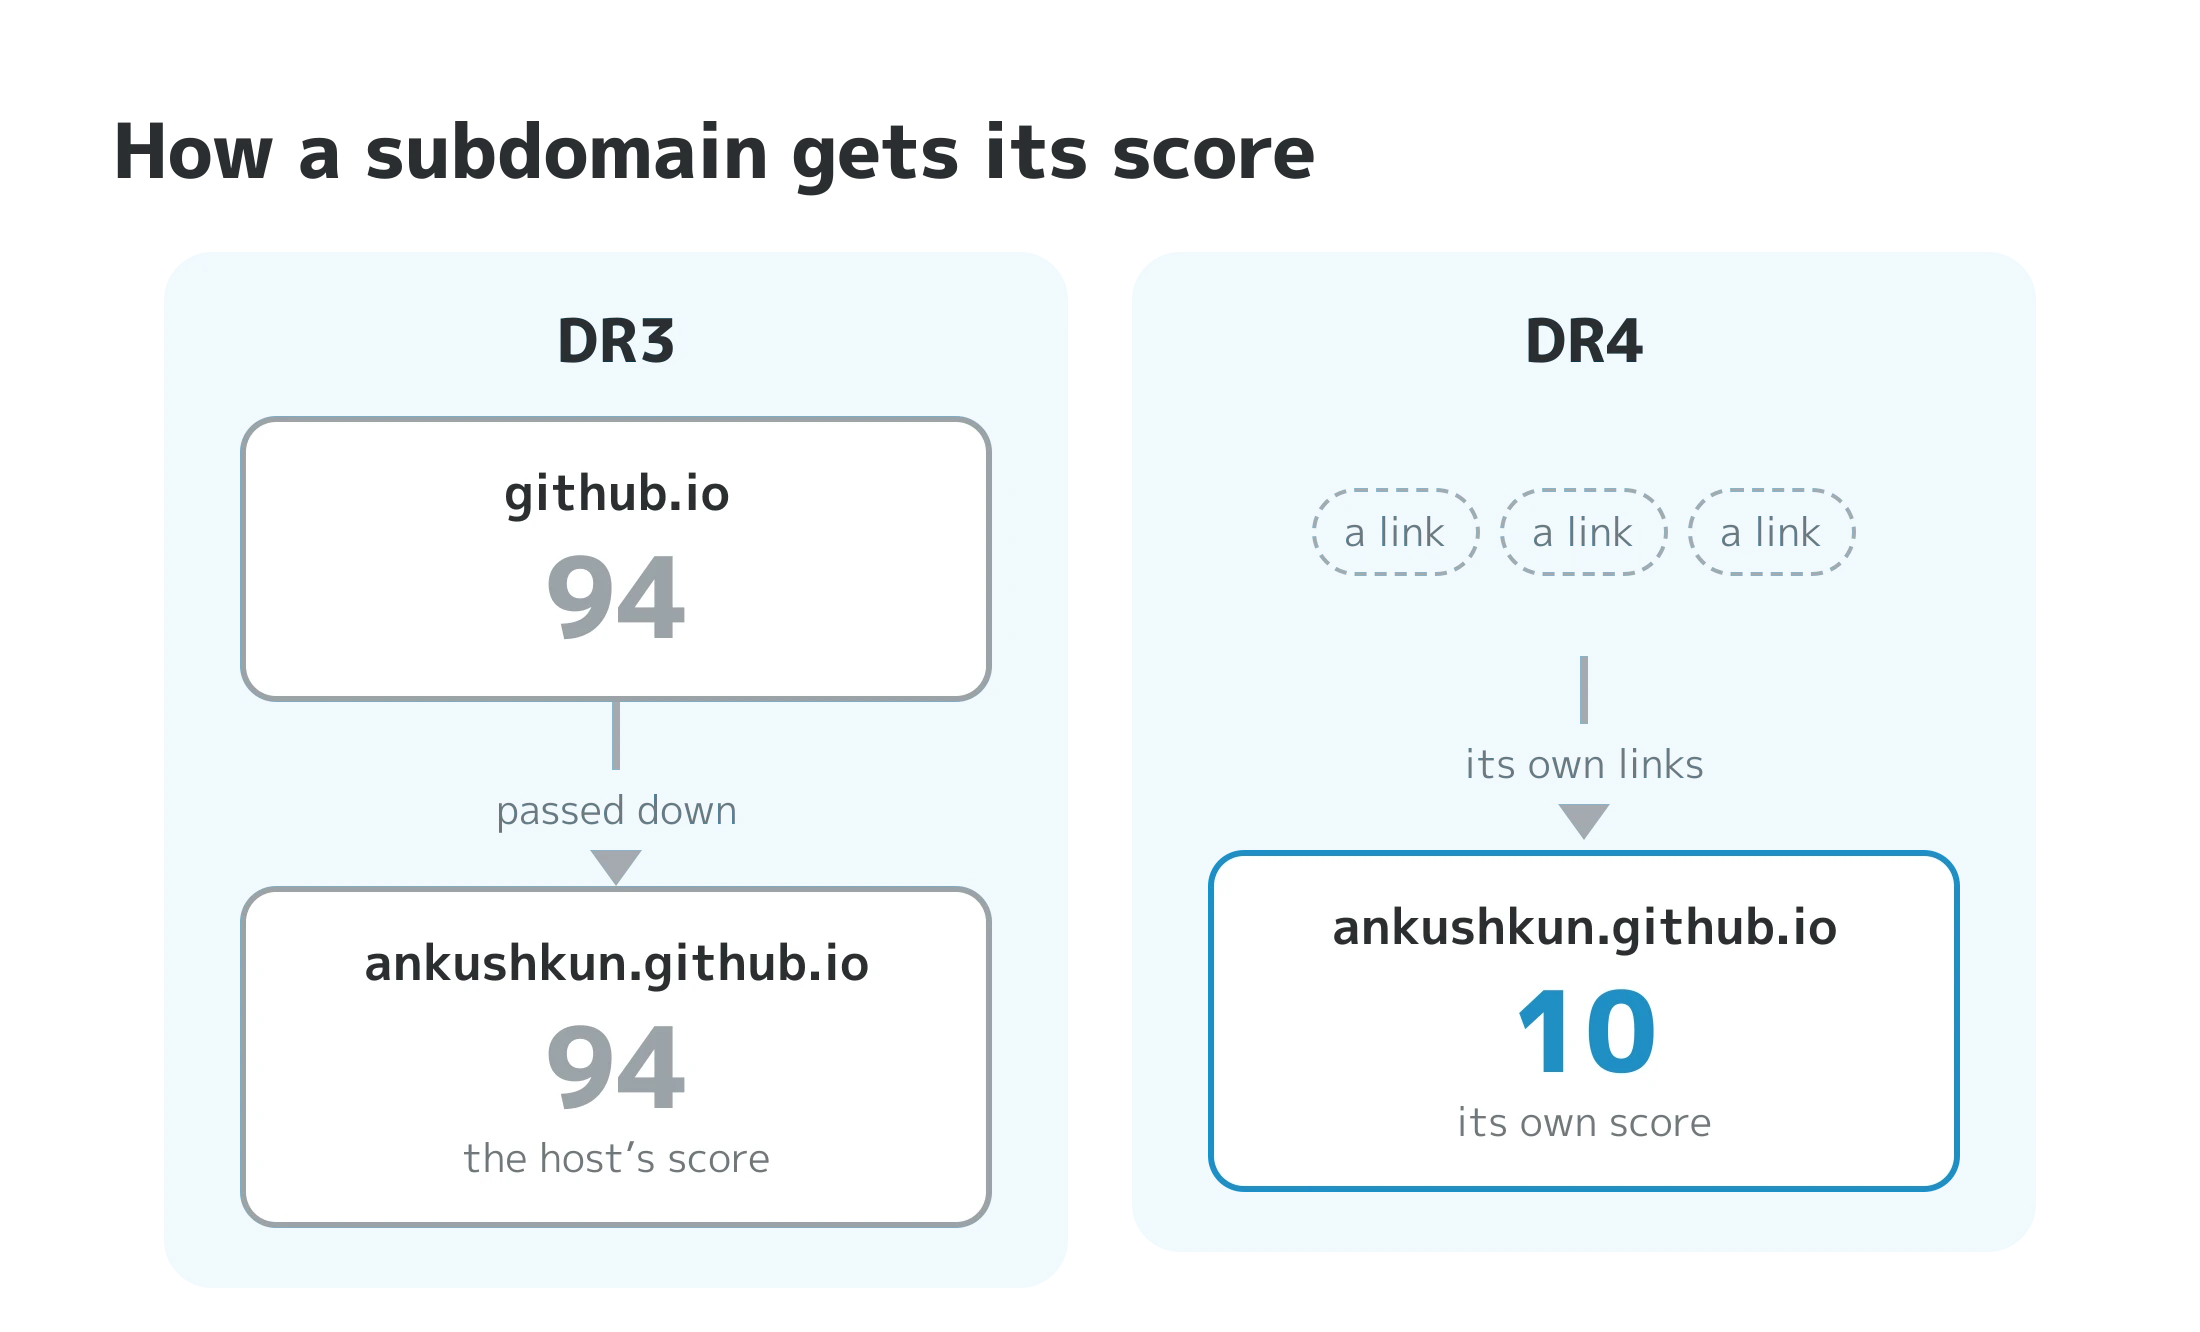 How a subdomain gets its score
DR3
github.io
94
passed down
ankushkun.github.io
94
the host’s score
DR4
a link a link a link
its own links
ankushkun.github.io
10
its own score